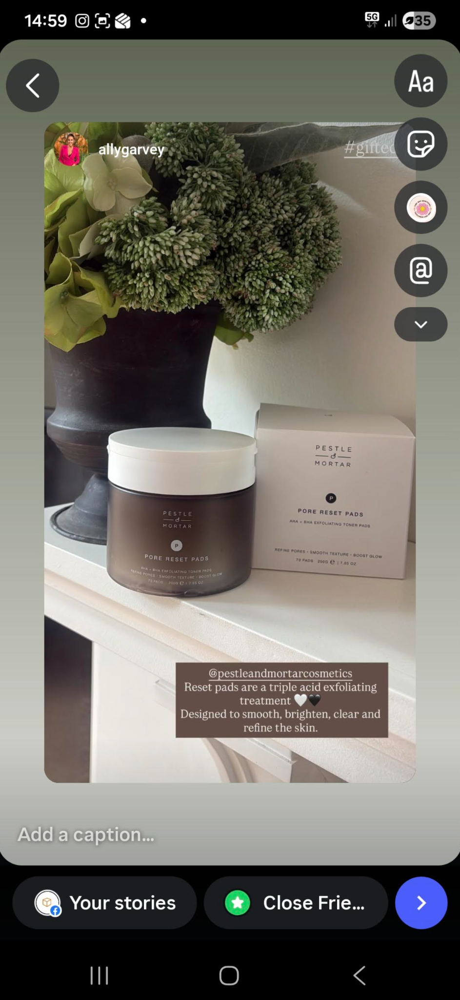 14:59
5G
35
Aa
allygarvey
#gifted
@
PESTLE
&
MORTAR
P
PORE RESET PADS
AHA + BHA EXFOLIATING TONER PADS
REFINE PORES • SMOOTH TEXTURE • BOOST GLOW
70 PADS 200G ℮ | 7.05 OZ
PESTLE
&
MORTAR
P
PORE RESET PADS
AHA + BHA EXFOLIATING TONER PADS
REFINE PORES • SMOOTH TEXTURE • BOOST GLOW
70 PADS 200G ℮ | 7.05 OZ
@pestleandmortarcosmetics
Reset pads are a triple acid exfoliating
treatment 🤍🖤
Designed to smooth, brighten, clear and
refine the skin.
Add a caption...
Your stories
Close Frie...